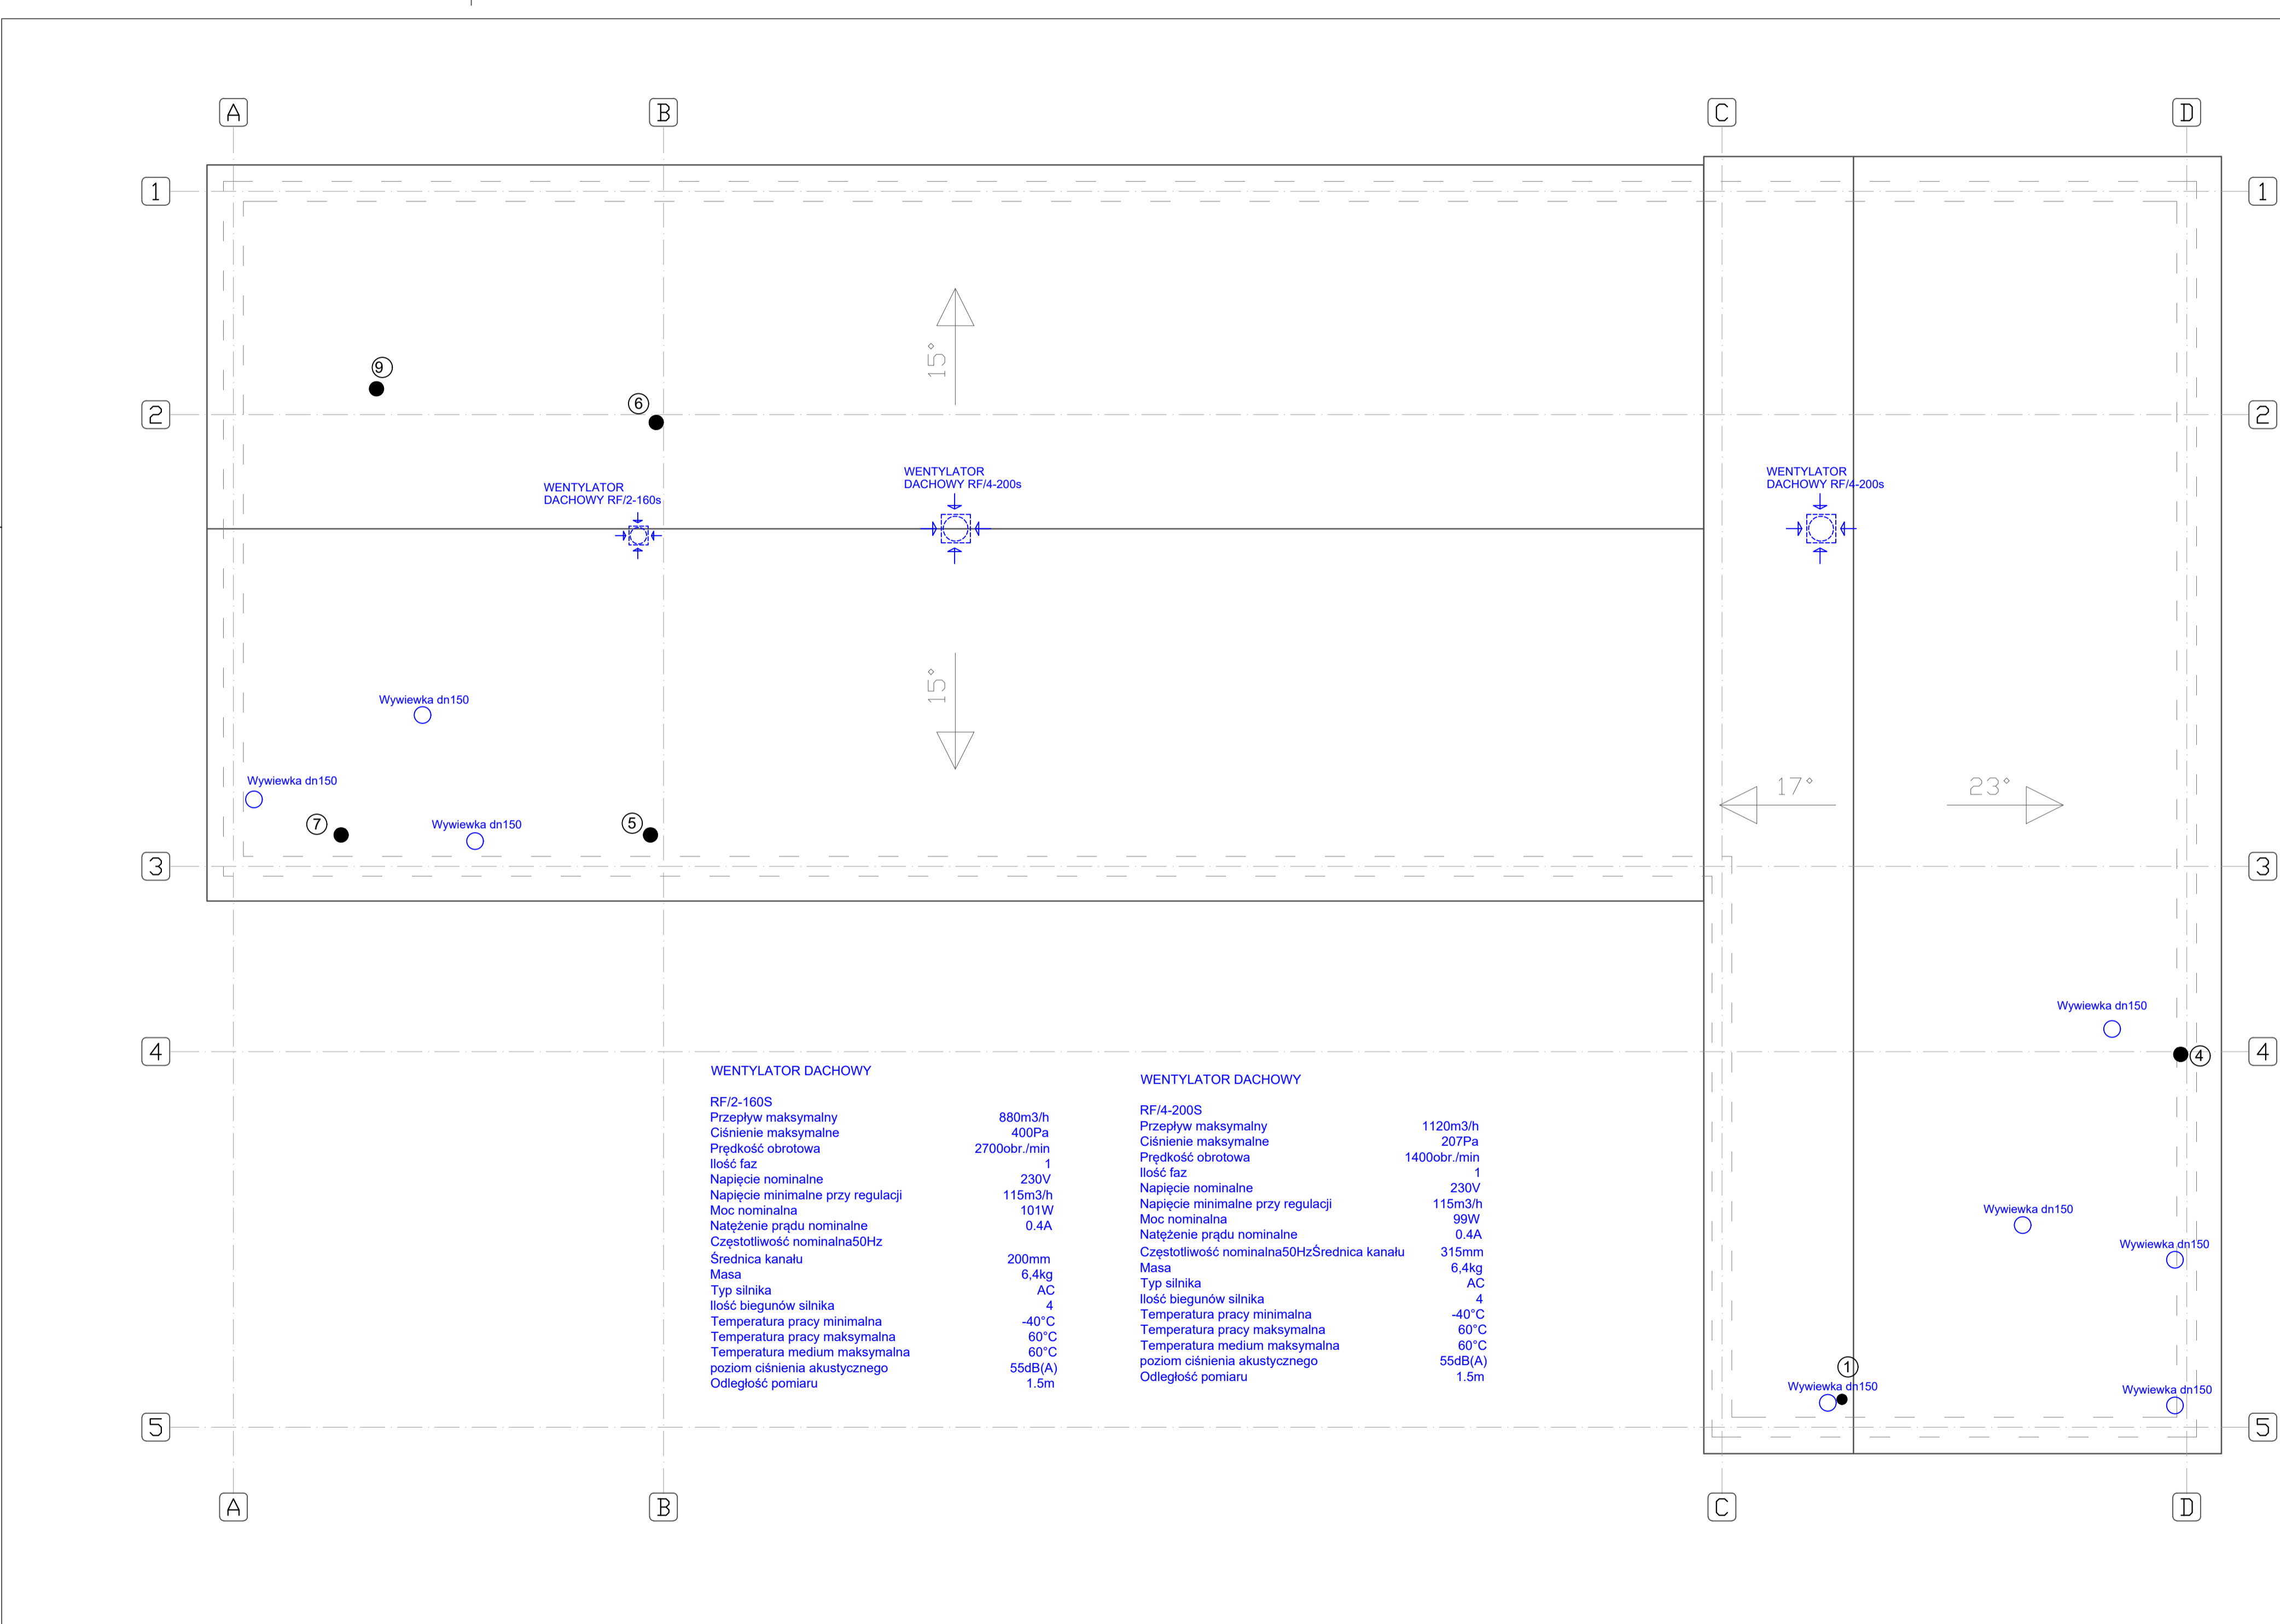 A B C D
1 1
9
15°
2 6 2
WENTYLATOR
DACHOWY RF/2-160s
WENTYLATOR
DACHOWY RF/4-200s
WENTYLATOR
DACHOWY RF/4-200s
15°
Wywiewka dn150
Wywiewka dn150
17° 23°
7 Wywiewka dn150 5
3 3
Wywiewka dn150
4 4 4
WENTYLATOR DACHOWY
RF/2-160S
Przepływ maksymalny 880m3/h
Ciśnienie maksymalne 400Pa
Prędkość obrotowa 2700obr./min
Ilość faz 1
Napięcie nominalne 230V
Napięcie minimalne przy regulacji 115m3/h
Moc nominalna 101W
Natężenie prądu nominalne 0.4A
Częstotliwość nominalna50Hz
Średnica kanału 200mm
Masa 6,4kg
Typ silnika AC
Ilość biegunów silnika 4
Temperatura pracy minimalna -40°C
Temperatura pracy maksymalna 60°C
Temperatura medium maksymalna 60°C
poziom ciśnienia akustycznego 55dB(A)
Odległość pomiaru 1.5m
WENTYLATOR DACHOWY
RF/4-200S
Przepływ maksymalny 1120m3/h
Ciśnienie maksymalne 207Pa
Prędkość obrotowa 1400obr./min
Ilość faz 1
Napięcie nominalne 230V
Napięcie minimalne przy regulacji 115m3/h
Moc nominalna 99W
Natężenie prądu nominalne 0.4A
Częstotliwość nominalna50HzŚrednica kanału 315mm
Masa 6,4kg
Typ silnika AC
Ilość biegunów silnika 4
Temperatura pracy minimalna -40°C
Temperatura pracy maksymalna 60°C
Temperatura medium maksymalna 60°C
poziom ciśnienia akustycznego 55dB(A)
Odległość pomiaru 1.5m
Wywiewka dn150
Wywiewka dn150
1
Wywiewka dn150
Wywiewka dn150
5 5
A B C D